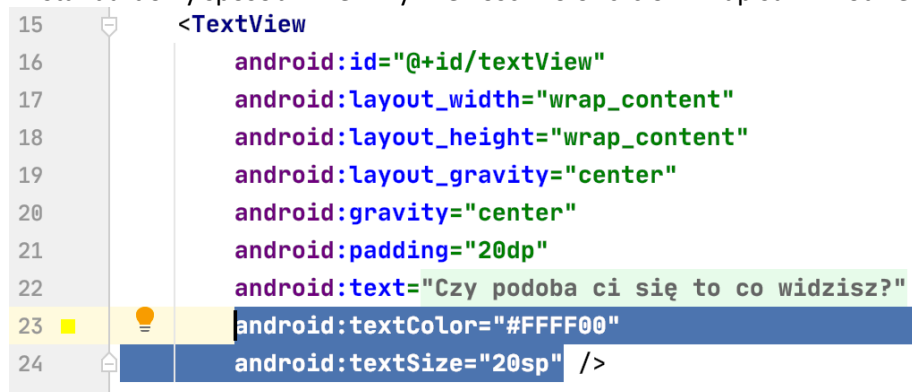 15 <TextView
16 android:id="@+id/textView"
17 android:layout_width="wrap_content"
18 android:layout_height="wrap_content"
19 android:layout_gravity="center"
20 android:gravity="center"
21 android:padding="20dp"
22 android:text="Czy podoba ci się to co widzisz?"
23 android:textColor="#FFFF00"
24 android:textSize="20sp" />